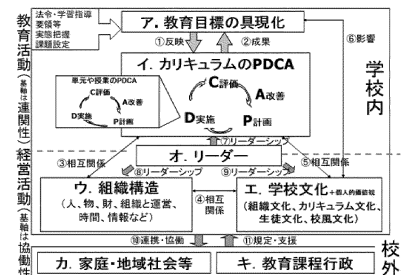 法令・学習指導
要領等
実態把握
課題設定
ア. 教育目標の具現化
①反映
②成果
⑥影響
イ. カリキュラムのPDCA
単元や授業のPDCA
C評価
A改善
D実施
P計画
C評価
A改善
D実施
P計画
⑦リーダーシップ
オ. リーダー
③相互関係
⑧リーダーシップ
⑨リーダーシップ
⑤相互関係
ウ. 組織構造
(人、物、財、組織と運営、
時間、情報など)
④相互
関係
エ. 学校文化+個人的価値観
(組織文化、カリキュラム文化、
生徒文化、校風文化)
⑩連携・協働
⑪規定・支援
カ. 家庭・地域社会等
キ. 教育課程行政
教育活動(基軸は連関性)
経営活動(基軸は協働性
学校内
校外